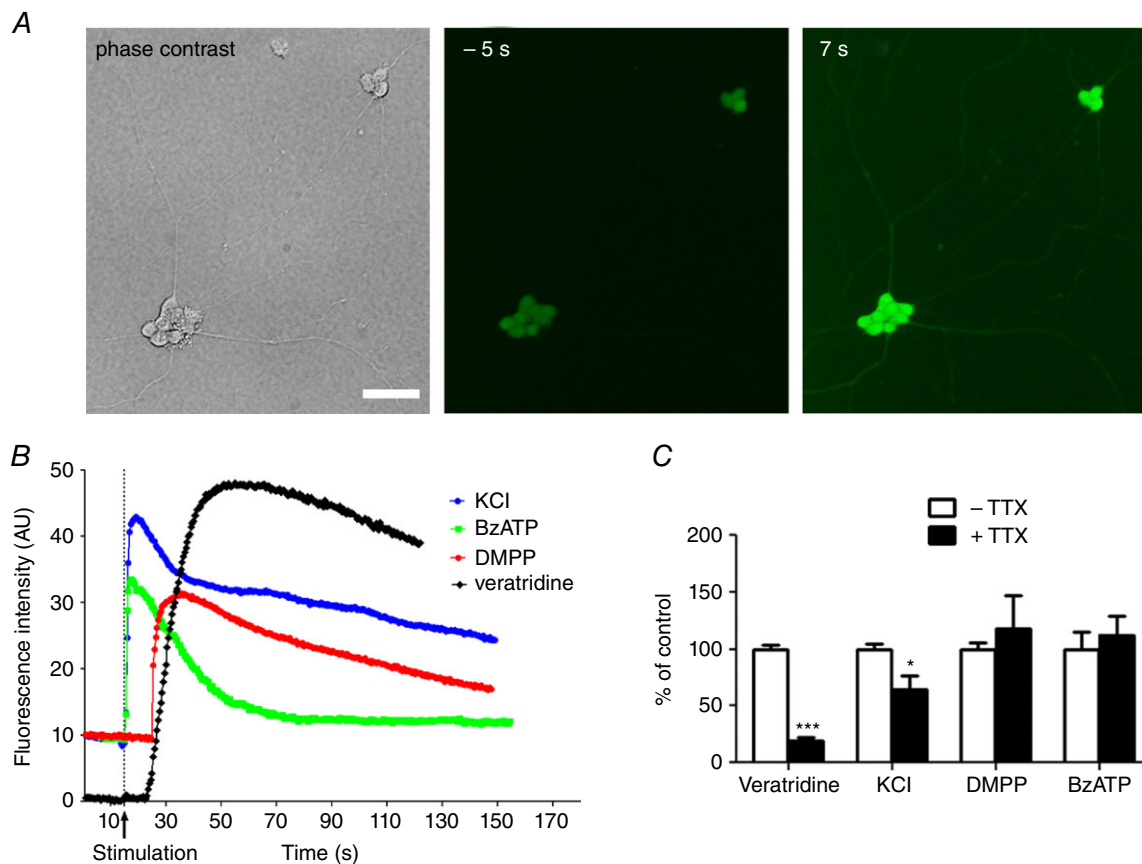 A
phase contrast
– 5 s
7 s
B
Fluorescence intensity (AU)
50
40
30
20
10
0
KCl
BzATP
DMPP
veratridine
10 30 50 70 90 110 130 150 170
Stimulation
Time (s)
C
– TTX
+ TTX
% of control
200
150
100
50
0
***
*
Veratridine KCl DMPP BzATP